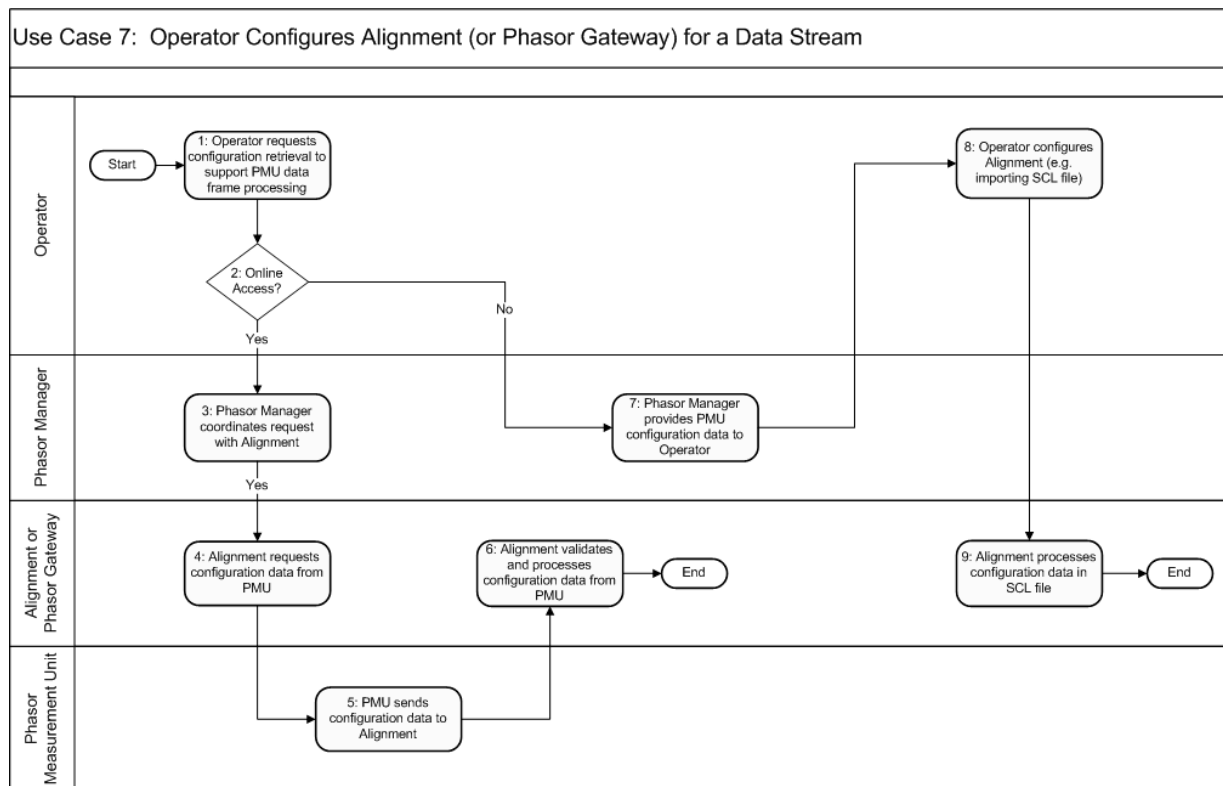 Use Case 7:  Operator Configures Alignment (or Phasor Gateway) for a Data Stream
Operator
Start
1: Operator requests
configuration retrieval to
support PMU data
frame processing
8: Operator configures
Alignment (e.g.
importing SCL file)
2: Online
Access?
No
Yes
Phasor Manager
3: Phasor Manager
coordinates request
with Alignment
7: Phasor Manager
provides PMU
configuration data to
Operator
Yes
Alignment or
Phasor Gateway
4: Alignment requests
configuration data from
PMU
6: Alignment validates
and processes
configuration data from
PMU
End
9: Alignment processes
configuration data in
SCL file
End
Phasor
Measurement Unit
5: PMU sends
configuration data to
Alignment